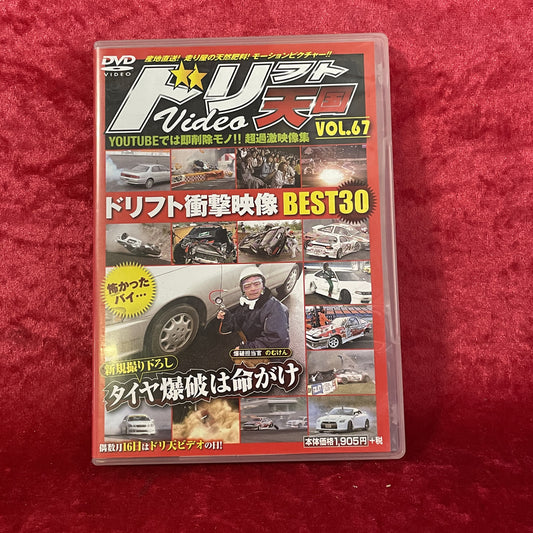 DVD
VIDEO
産地直送! 走り屋の天然肥料! モーションピクチャー!!
ドリフト天国
Video
VOL.67
YOUTUBEでは即削除モノ!! 超過激映像集
ドリフト衝撃映像 BEST30
怖かった
バイ…
爆破担当官 のむけん
新規撮り下ろし
タイヤ爆破は命がけ
偶数月16日はドリ天ビデオの日!
本体価格1,905円+税